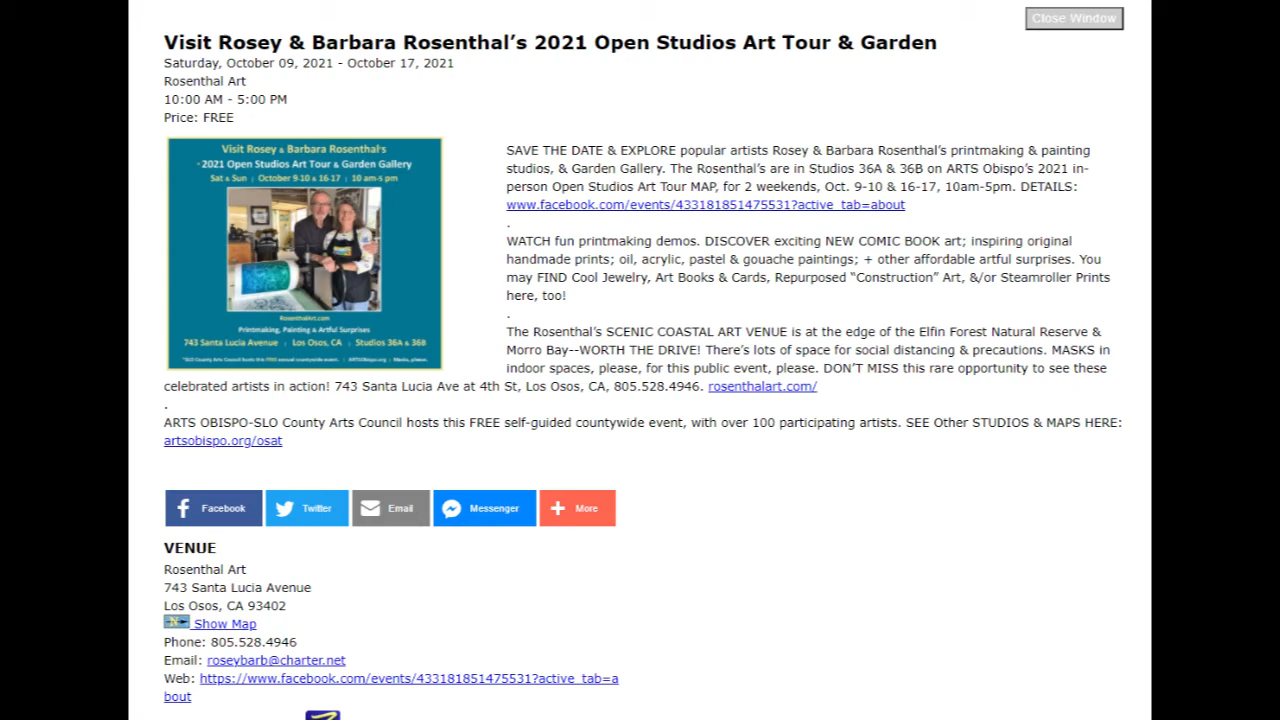 Close Window
Visit Rosey & Barbara Rosenthal's 2021 Open Studios Art Tour & Garden
Saturday, October 09, 2021 - October 17, 2021
Rosenthal Art
10:00 AM - 5:00 PM
Price: FREE
Visit Rosey & Barbara Rosenthal's
2021 Open Studios Art Tour & Garden Gallery
Sat & Sun | October 9-10 & 16-17 | 10 am-5 pm
RosenthalArt.com
Printmaking, Painting & Artful Surprises
743 Santa Lucia Avenue | Los Osos, CA | Studios 36A & 36B
*SLO County Arts Council hosts this FREE annual countywide event. | ARTSObispo.org | Masks, please.
SAVE THE DATE & EXPLORE popular artists Rosey & Barbara Rosenthal's printmaking & painting
studios, & Garden Gallery. The Rosenthal's are in Studios 36A & 36B on ARTS Obispo's 2021 in-
person Open Studios Art Tour MAP, for 2 weekends, Oct. 9-10 & 16-17, 10am-5pm. DETAILS:
www.facebook.com/events/433181851475531?active_tab=about
.
WATCH fun printmaking demos. DISCOVER exciting NEW COMIC BOOK art; inspiring original
handmade prints; oil, acrylic, pastel & gouache paintings; + other affordable artful surprises. You
may FIND Cool Jewelry, Art Books & Cards, Repurposed "Construction" Art, &/or Steamroller Prints
here, too!
.
The Rosenthal's SCENIC COASTAL ART VENUE is at the edge of the Elfin Forest Natural Reserve &
Morro Bay--WORTH THE DRIVE! There's lots of space for social distancing & precautions. MASKS in
indoor spaces, please, for this public event, please. DON'T MISS this rare opportunity to see these
celebrated artists in action! 743 Santa Lucia Ave at 4th St, Los Osos, CA, 805.528.4946. rosenthalart.com/
.
ARTS OBISPO-SLO County Arts Council hosts this FREE self-guided countywide event, with over 100 participating artists. SEE Other STUDIOS & MAPS HERE:
artsobispo.org/osat
Facebook
Twitter
Email
Messenger
More
VENUE
Rosenthal Art
743 Santa Lucia Avenue
Los Osos, CA 93402
N Show Map
Phone: 805.528.4946
Email: roseybarb@charter.net
Web: https://www.facebook.com/events/433181851475531?active_tab=a
bout